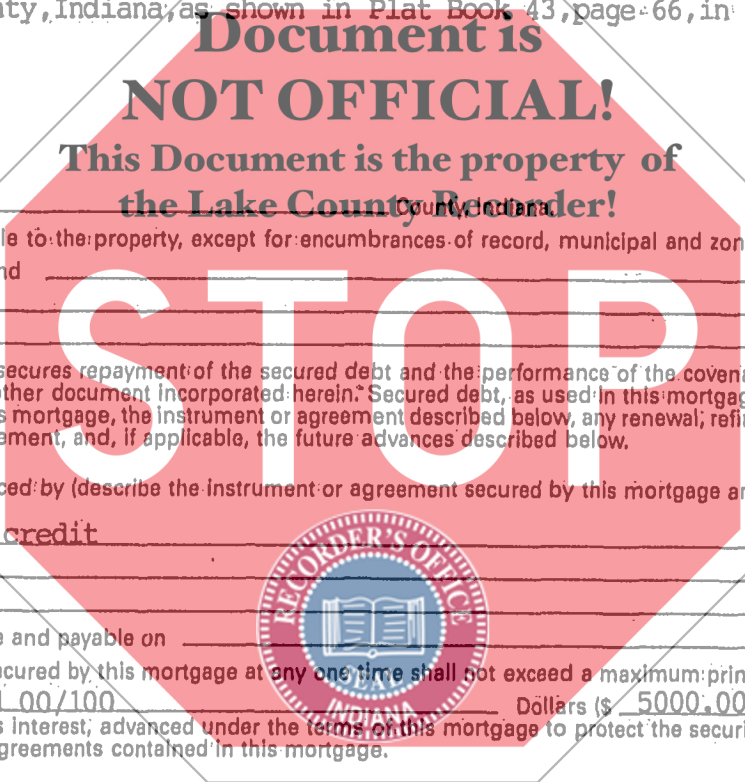 nty, Indiana, as shown in Plat Book 43, page 66, in
Document is
NOT OFFICIAL!
This Document is the property of
the Lake County Recorder!
County, Indiana.
le to the property, except for encumbrances of record, municipal and zon
nd
STOP
secures repayment of the secured debt and the performance of the covena
other document incorporated herein. Secured debt, as used in this mortgag
s mortgage, the instrument or agreement described below, any renewal, refi
ement, and, if applicable, the future advances described below.
ced by (describe the instrument or agreement secured by this mortgage a
credit
RECORDER'S OFFICE
SEAL
INDIANA
e and payable on
ecured by this mortgage at any one time shall not exceed a maximum prin
00/100 Dollars ($ 5000.00
s interest, advanced under the terms of this mortgage to protect the securi
greements contained in this mortgage.